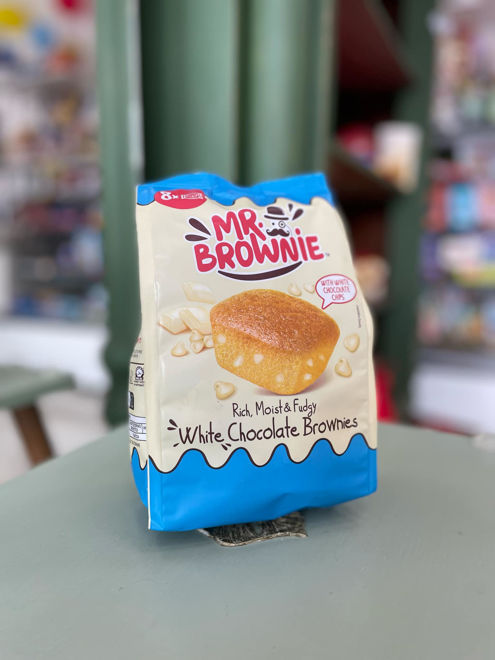 8x
MR.
BROWNIE
WITH WHITE
CHOCOLATE
CHIPS
Rich, Moist & Fudgy
White Chocolate Brownies